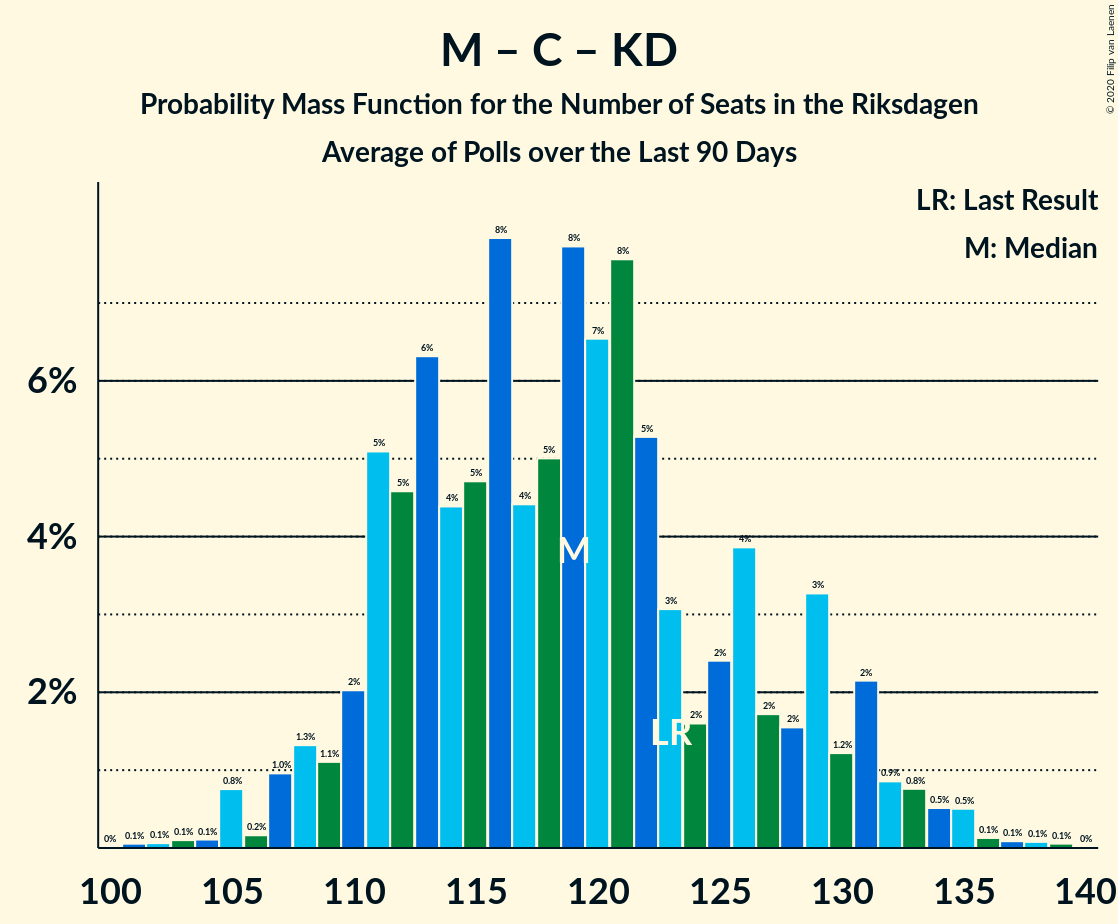 M – C – KD
Probability Mass Function for the Number of Seats in the Riksdagen
Average of Polls over the Last 90 Days
© 2020 Filip van Laenen
LR: Last Result
M: Median
6%
4%
2%
0% 0.1% 0.1% 0.1% 0.1% 0.8% 0.2% 1.0% 1.3% 1.1% 2% 5% 5% 6% 4% 5% 8% 4% 5% 8% 7% 8% 5% 3% 2% 2% 4% 2% 2% 3% 1.2% 2% 0.9% 0.8% 0.5% 0.5% 0.1% 0.1% 0.1% 0.1% 0%
M
LR
100 105 110 115 120 125 130 135 140